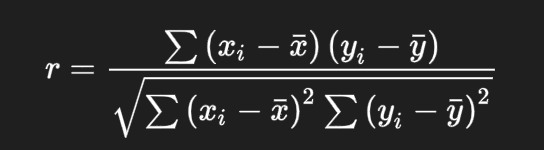 r = \frac{\sum (x_i - \bar{x}) (y_i - \bar{y})}{\sqrt{\sum (x_i - \bar{x})^2 \sum (y_i - \bar{y})^2}}